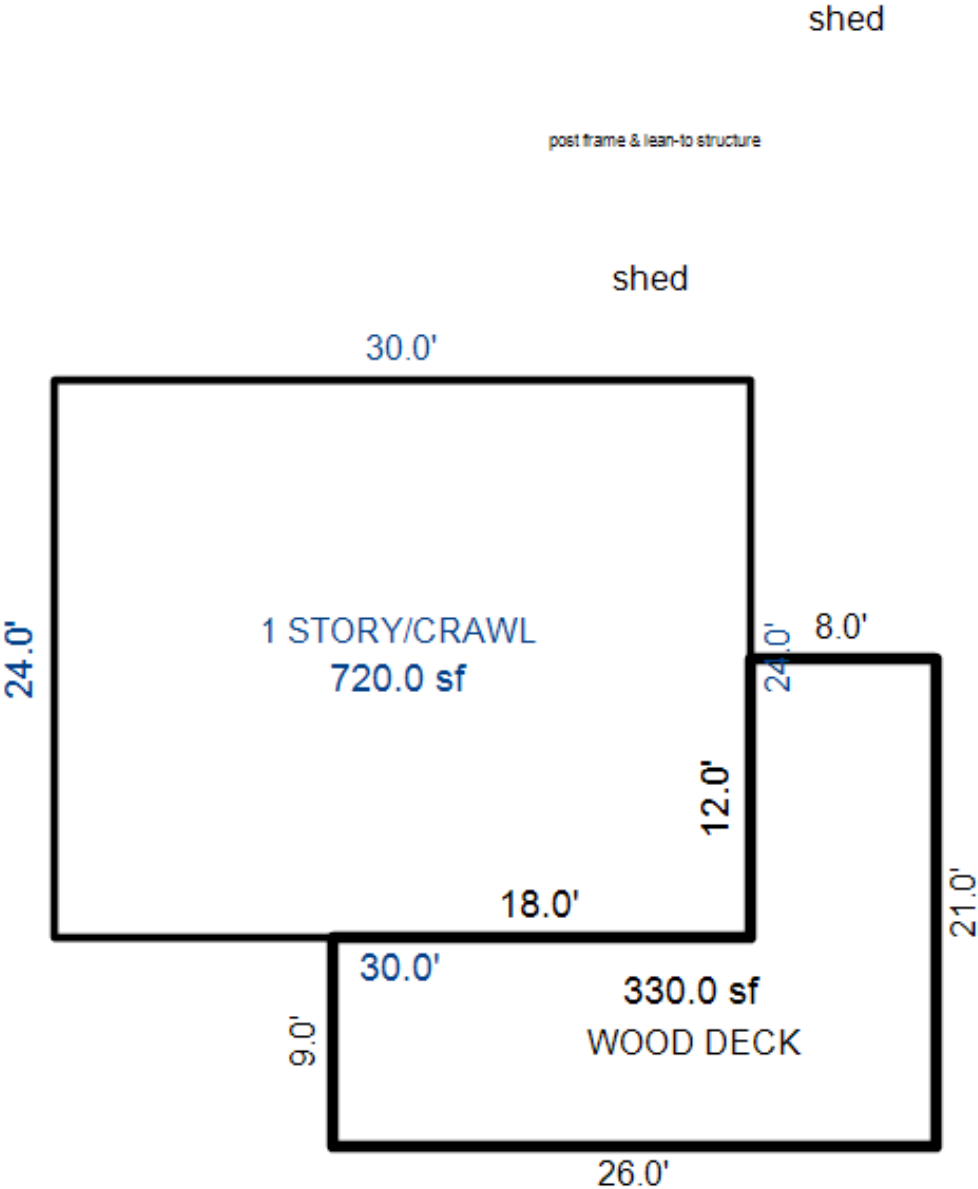 shed
post frame & lean-to structure
shed
30.0'
24.0'
1 STORY/CRAWL
720.0 sf
24.0'
8.0'
12.0'
18.0'
30.0'
21.0'
330.0 sf
WOOD DECK
9.0'
26.0'